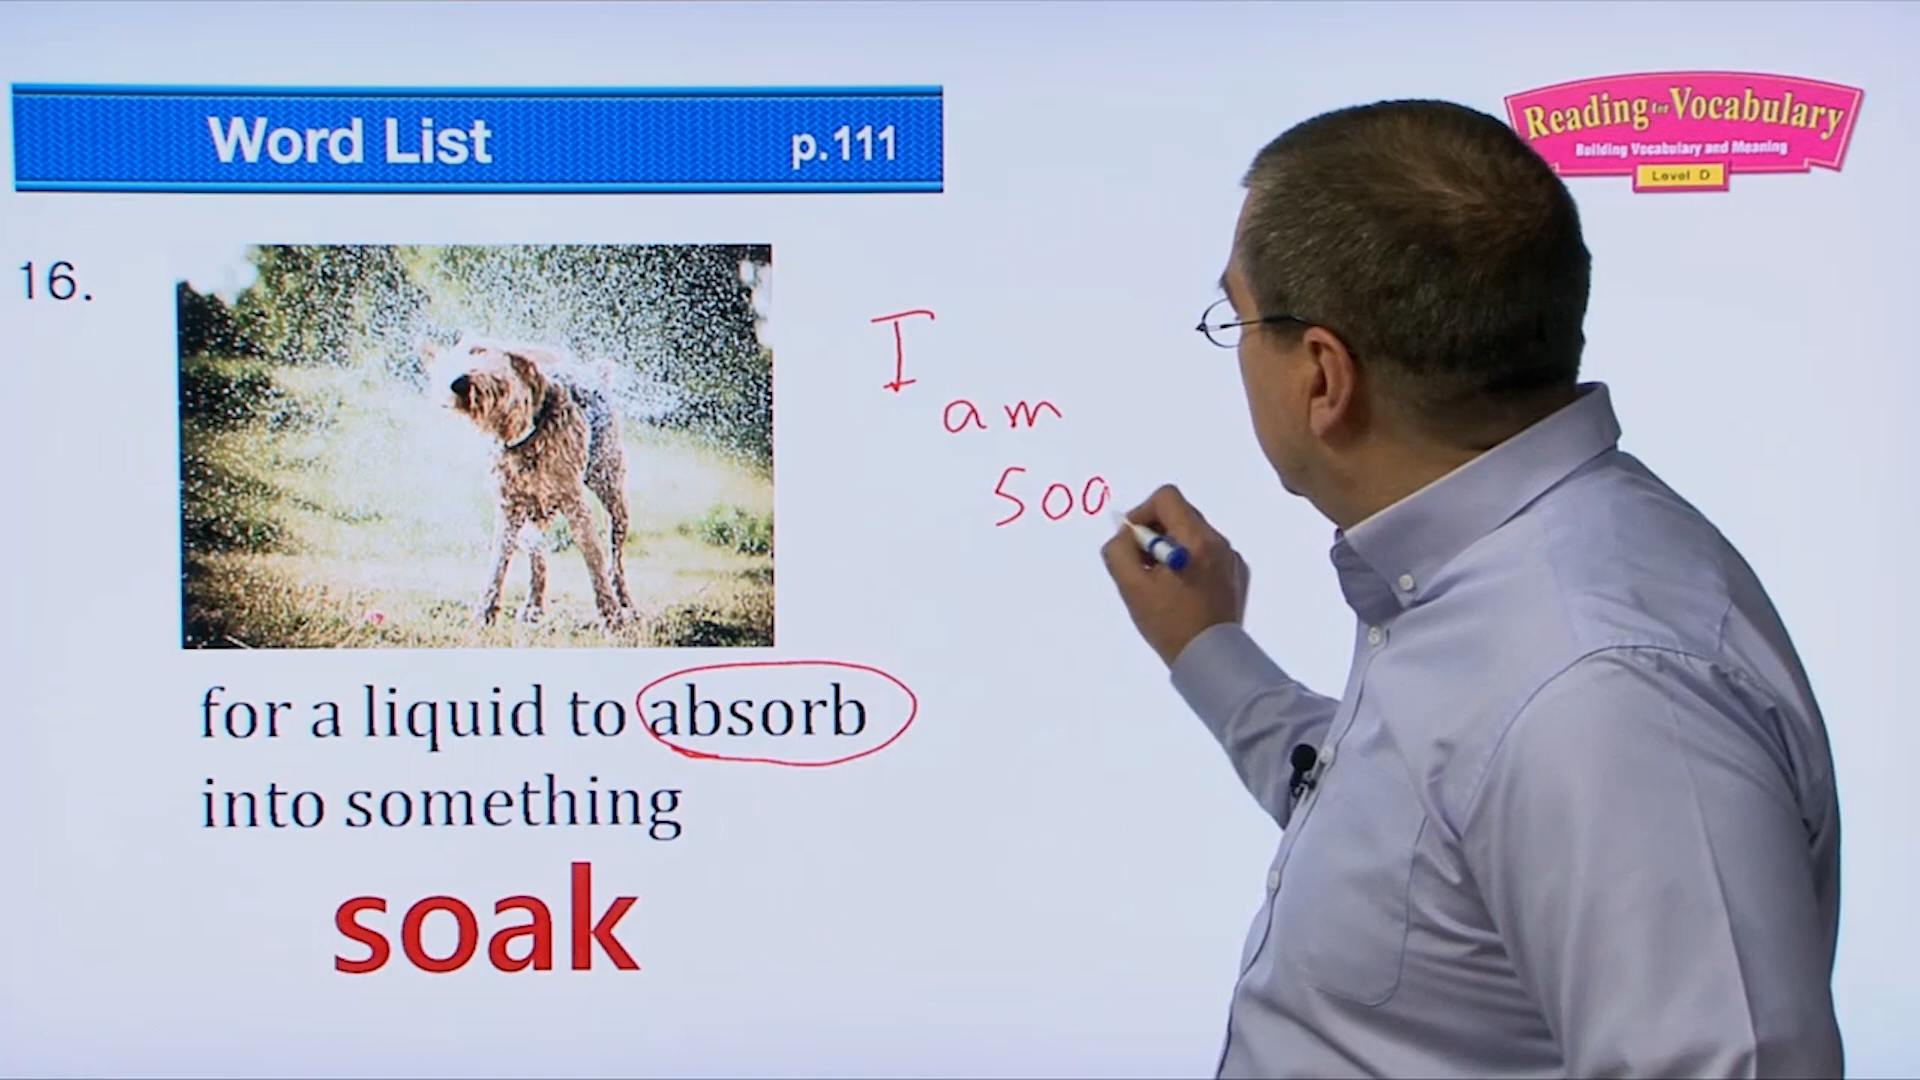 Word List p.111
Reading for Vocabulary
Building Vocabulary and Meaning
Level D
16.
I
am
soa
for a liquid to absorb
into something
soak